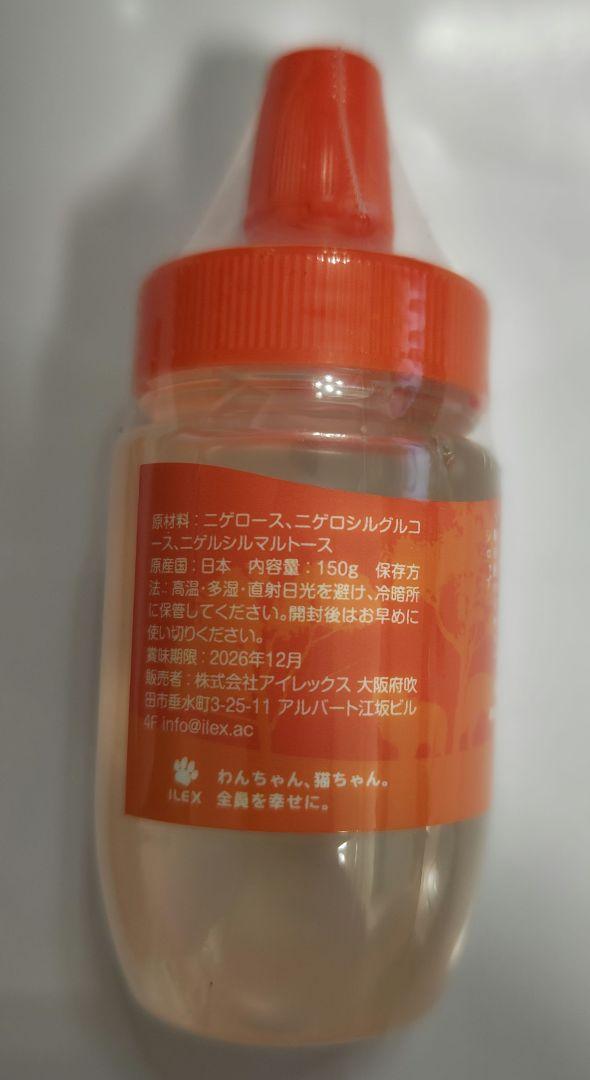 原材料：ニゲロース、ニゲロシルグルコ
ース、ニゲルシルマルトース
原産国：日本　内容量：150g　保存方
法：高温・多湿・直射日光を避け、冷暗所
に保管してください。開封後はお早めに
使い切りください。
賞味期限：2026年12月
販売者：株式会社アイレックス 大阪府吹
田市垂水町3-25-11 アルバート江坂ビル
4F info@ilex.ac
わんちゃん、猫ちゃん。
ILEX 全員を幸せに。